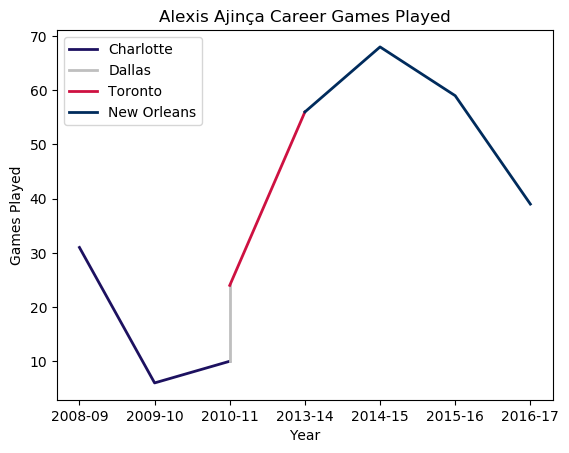 Alexis Ajinça Career Games Played
Charlotte
Dallas
Toronto
New Orleans
70
60
50
40
30
20
10
Games Played
2008-09 2009-10 2010-11 2013-14 2014-15 2015-16 2016-17
Year